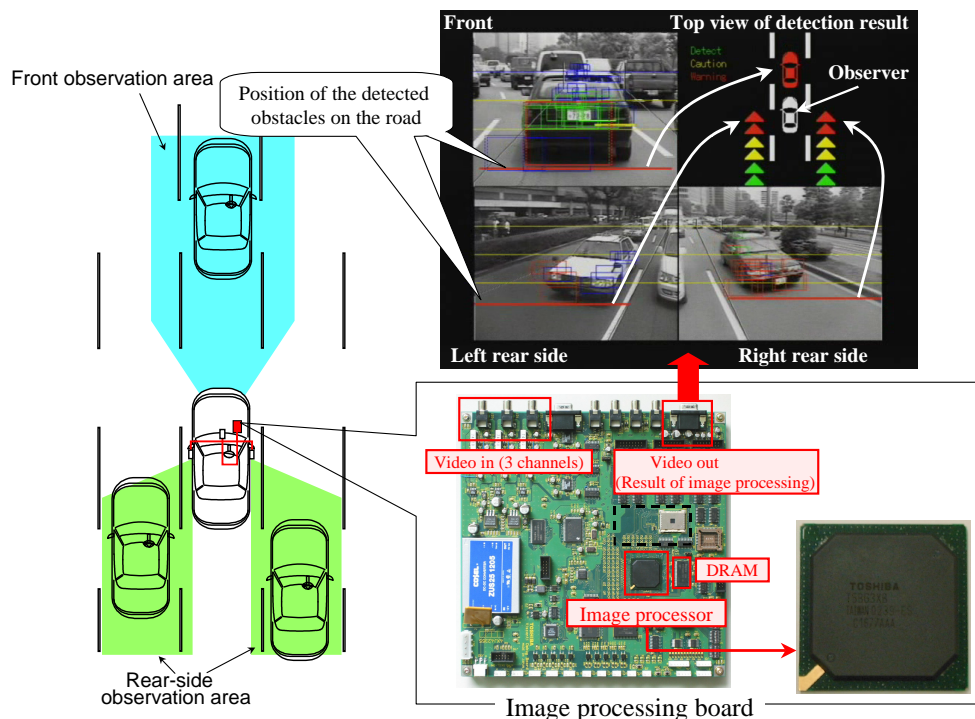 Front observation area
Position of the detected
obstacles on the road
Front
Top view of detection result
Detect
Caution
Warning
Observer
Left rear side
Right rear side
Video in (3 channels)
Video out
(Result of image processing)
COSEL
ZUS251205
DRAM
Image processor
TOSHIBA
Rear-side
observation area
Image processing board